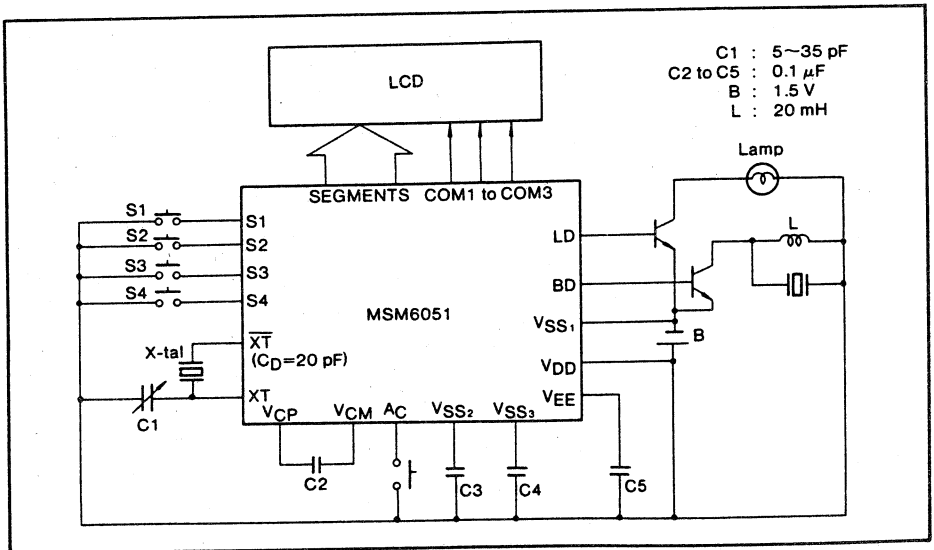 LCD
C1 : 5~35 pF
C2 to C5 : 0.1 μF
B : 1.5 V
L : 20 mH
Lamp
SEGMENTS COM1 to COM3
S1 S1
S2 S2
S3 S3
S4 S4
LD
L
BD
MSM6051
VSS1
B
VDD
VEE
X-tal
XT
(CD=20 pF)
XT
C1
VCP VCM AC VSS2 VSS3
C2
C3
C4
C5